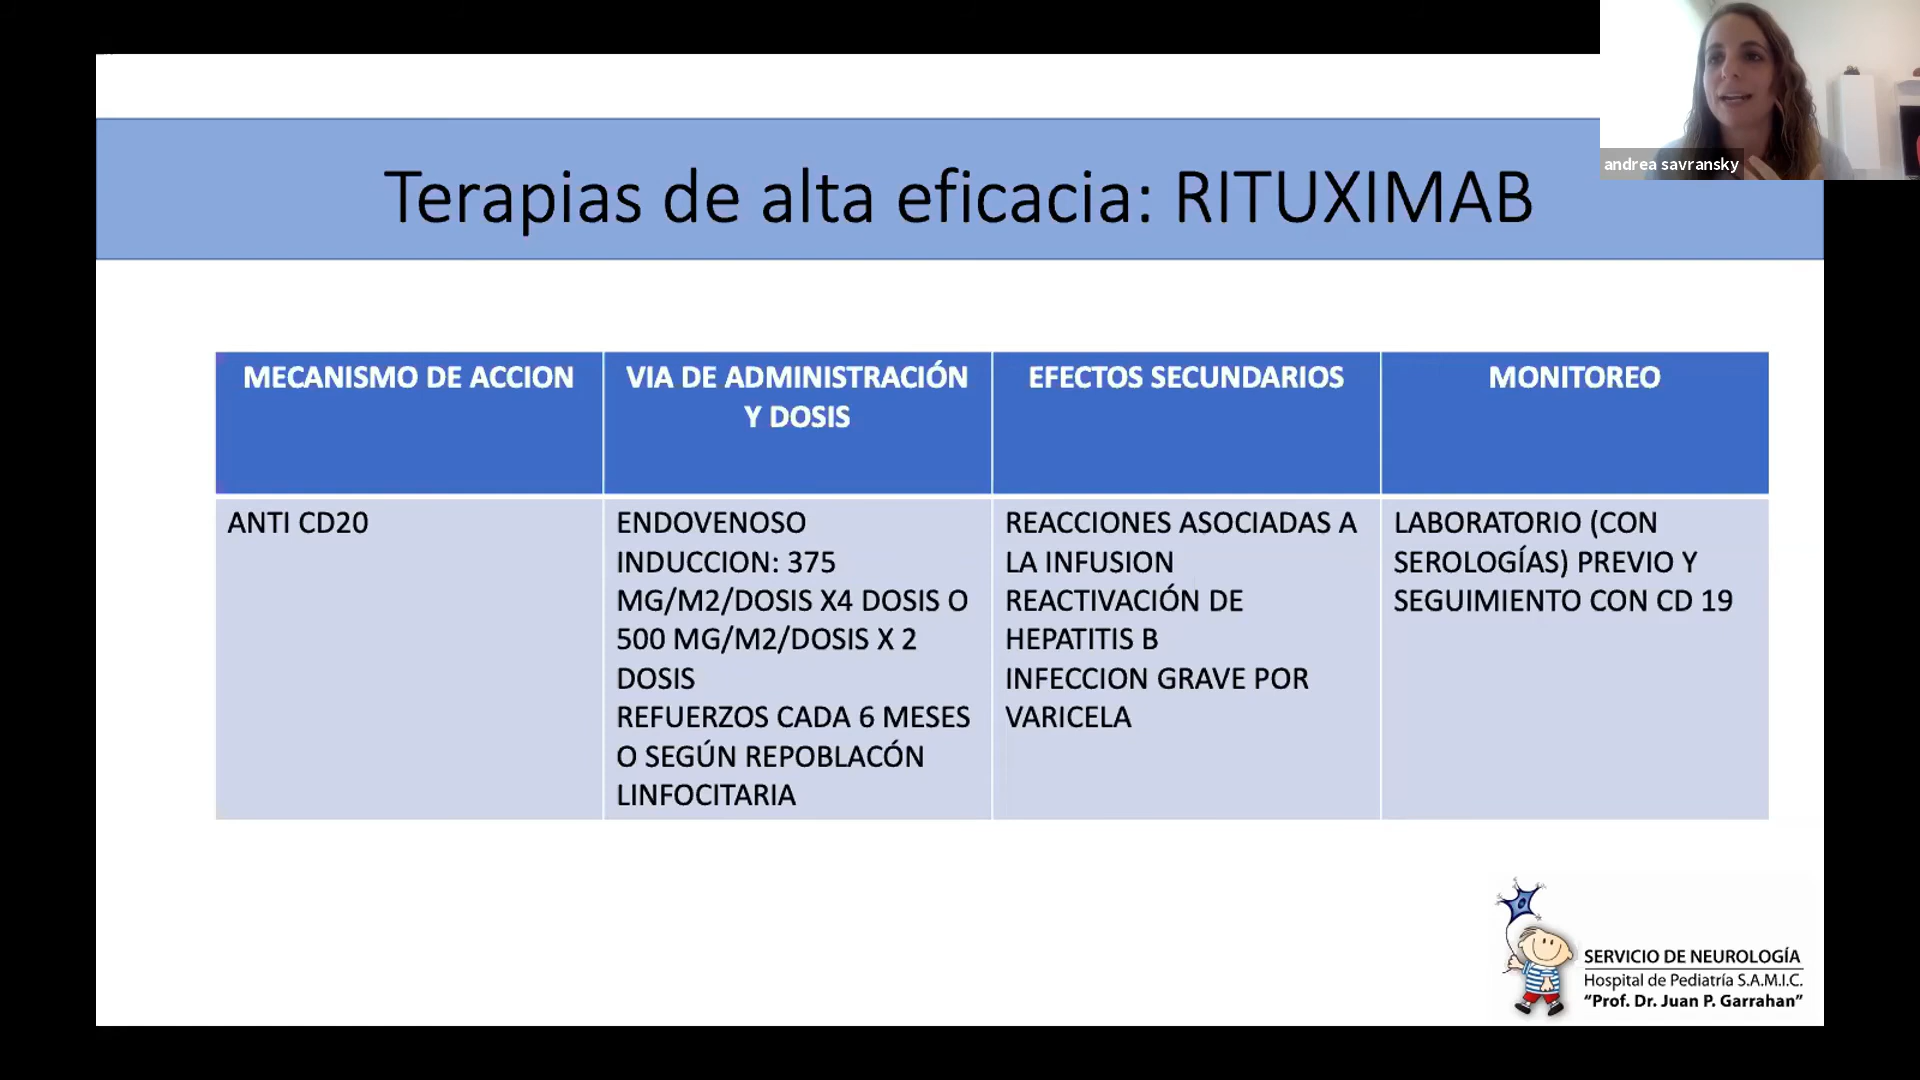 andrea savransky
Terapias de alta eficacia: RITUXIMAB
MECANISMO DE ACCION
VIA DE ADMINISTRACIÓN
Y DOSIS
EFECTOS SECUNDARIOS
MONITOREO
ANTI CD20
ENDOVENOSO
INDUCCION: 375
MG/M2/DOSIS X4 DOSIS O
500 MG/M2/DOSIS X 2
DOSIS
REFUERZOS CADA 6 MESES
O SEGÚN REPOBLACÓN
LINFOCITARIA
REACCIONES ASOCIADAS A
LA INFUSION
REACTIVACIÓN DE
HEPATITIS B
INFECCION GRAVE POR
VARICELA
LABORATORIO (CON
SEROLOGÍAS) PREVIO Y
SEGUIMIENTO CON CD 19
SERVICIO DE NEUROLOGÍA
Hospital de Pediatría S.A.M.I.C.
“Prof. Dr. Juan P. Garrahan”